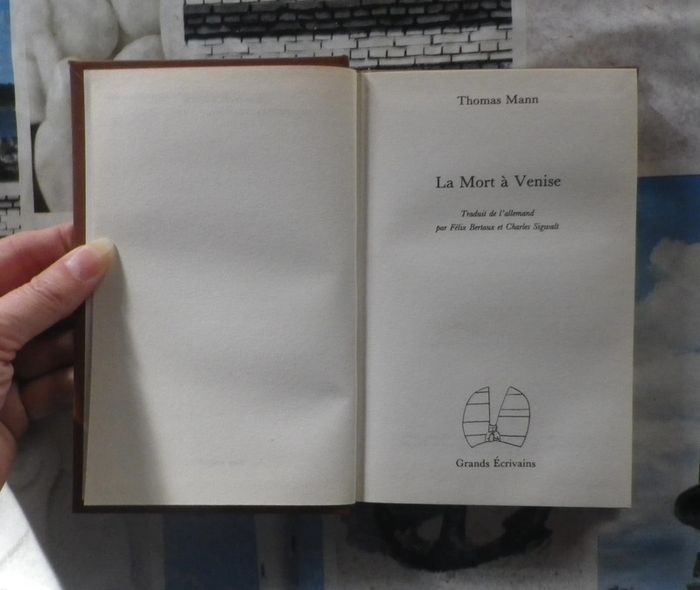 Thomas Mann
La Mort à Venise
Traduit de l'allemand
par Félix Bertaux et Charles Sigwalt
Grands Écrivains